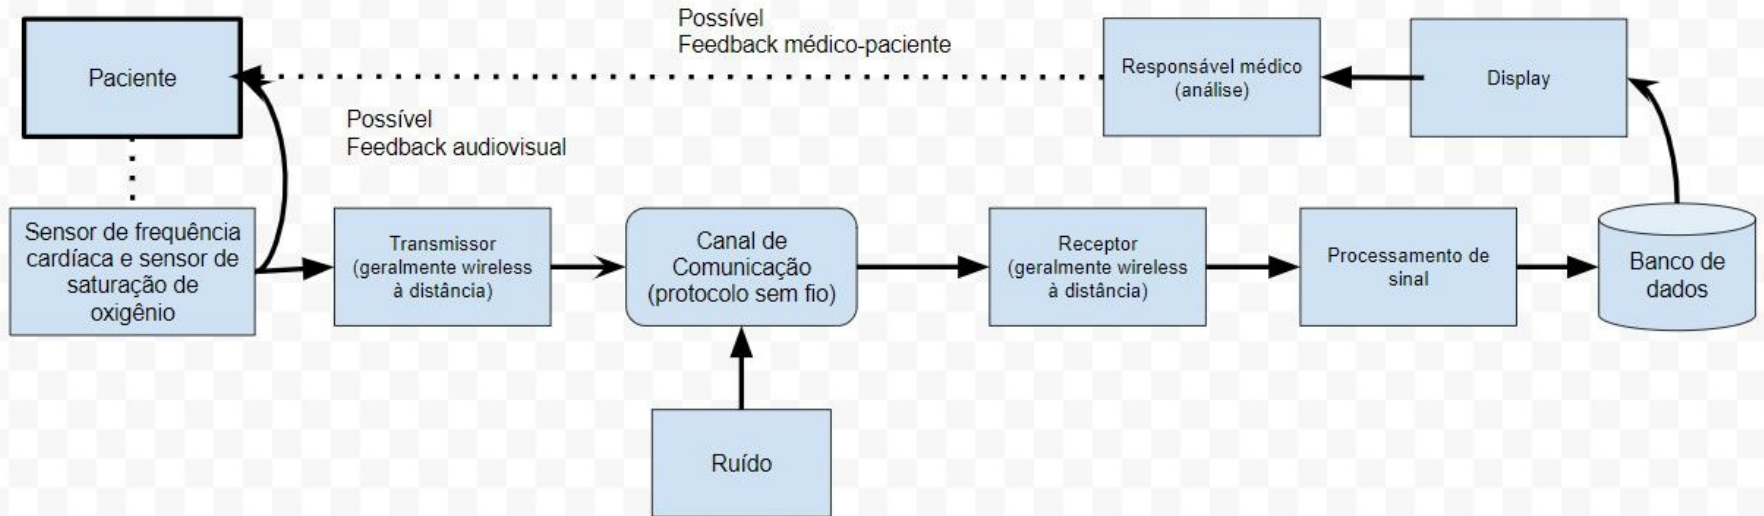 Possível
Feedback médico-paciente
Paciente
Responsável médico
(análise)
Display
Possível
Feedback audiovisual
Sensor de frequência
cardíaca e sensor de
saturação de
oxigênio
Transmissor
(geralmente wireless
à distância)
Canal de
Comunicação
(protocolo sem fio)
Receptor
(geralmente wireless
à distância)
Processamento de
sinal
Banco de
dados
Ruído